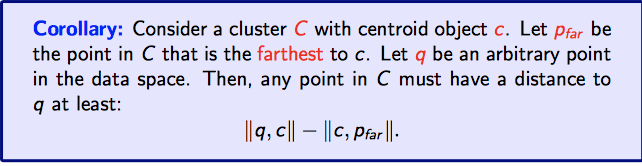 Corollary: Consider a cluster C with centroid object c. Let p_far be
the point in C that is the farthest to c. Let q be an arbitrary point
in the data space. Then, any point in C must have a distance to
q at least:
‖q, c‖ − ‖c, p_far‖.